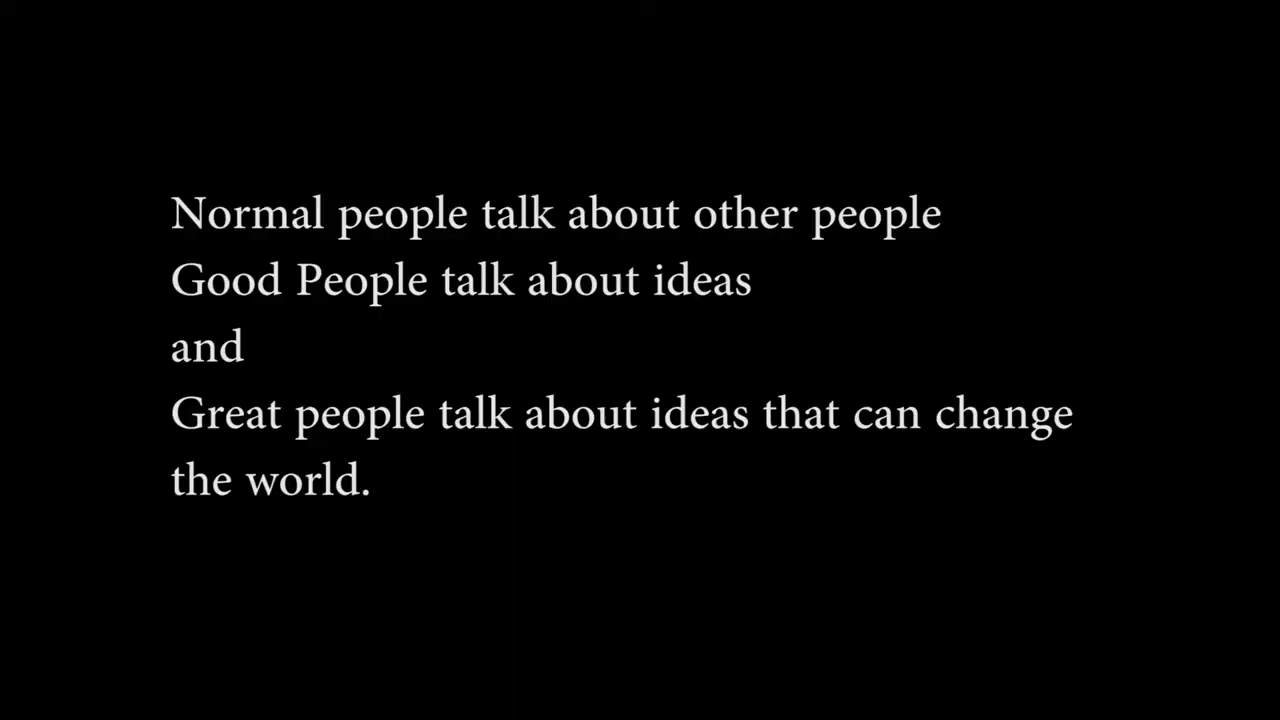 Normal people talk about other people
Good People talk about ideas
and
Great people talk about ideas that can change
the world.